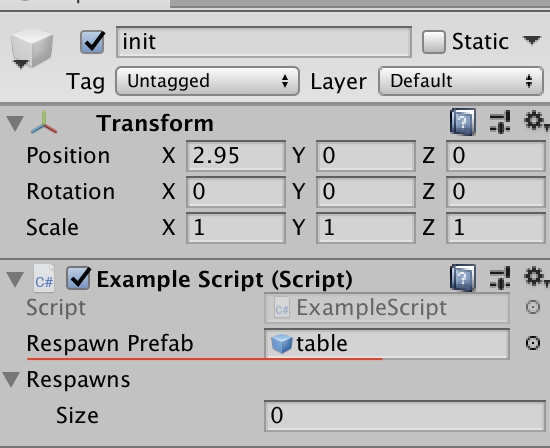 init
Static
Tag Untagged Layer Default
Transform
Position X 2.95 Y 0 Z 0
Rotation X 0 Y 0 Z 0
Scale X 1 Y 1 Z 1
C# Example Script (Script)
Script C# ExampleScript
Respawn Prefab table
Respawns
Size 0